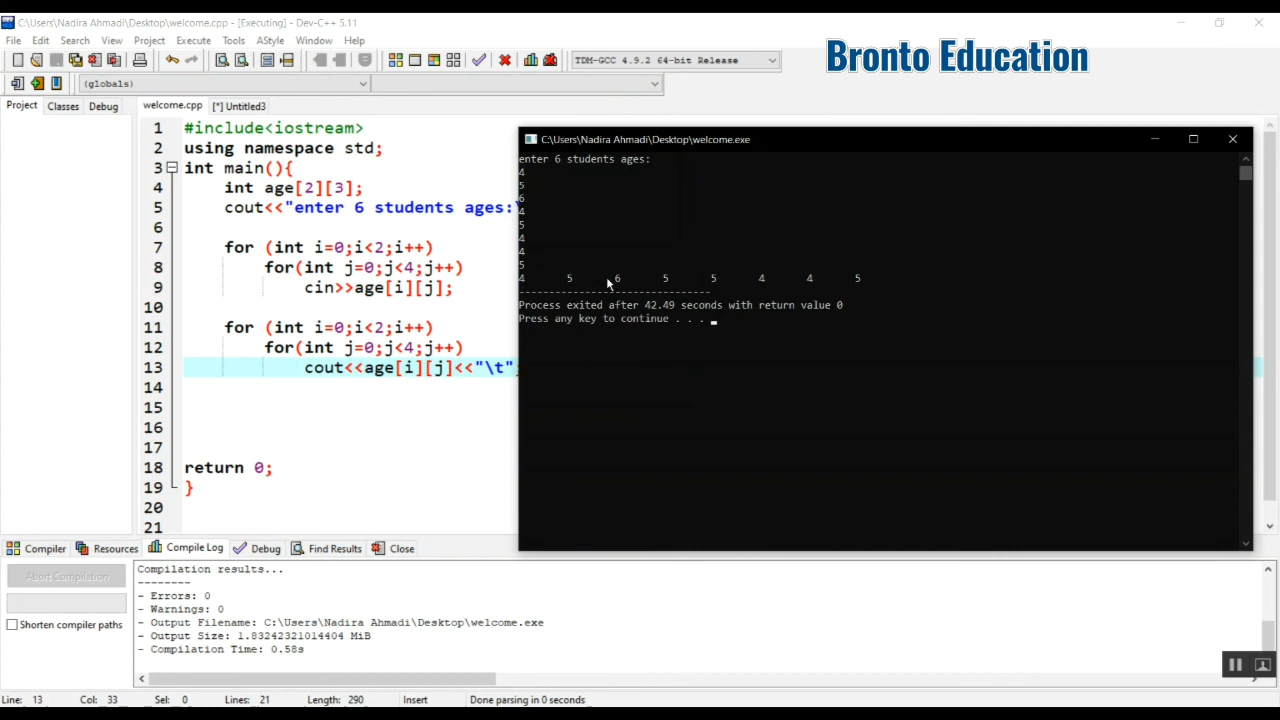 C:\Users\Nadira Ahmadi\Desktop\welcome.cpp - [Executing] - Dev-C++ 5.11
File Edit Search View Project Execute Tools AStyle Window Help
Bronto Education
TDM-GCC 4.9.2 64-bit Release
(globals)
Project Classes Debug
welcome.cpp [*] Untitled3
1 #include<iostream>
2 using namespace std;
3 int main(){
4 int age[2][3];
5 cout<<"enter 6 students ages:\
6
7 for (int i=0;i<2;i++)
8 for(int j=0;j<4;j++)
9 cin>>age[i][j];
10
11 for (int i=0;i<2;i++)
12 for(int j=0;j<4;j++)
13 cout<<age[i][j]<<"\t";
14
15
16
17
18 return 0;
19 }
20
21
C:\Users\Nadira Ahmadi\Desktop\welcome.exe
enter 6 students ages:
4
5
6
4
5
4
4
5
4 5 6 5 5 4 4 5
--------------------------------
Process exited after 42.49 seconds with return value 0
Press any key to continue . . .
Compiler Resources Compile Log Debug Find Results Close
Abort Compilation
Shorten compiler paths
Compilation results...
--------
- Errors: 0
- Warnings: 0
- Output Filename: C:\Users\Nadira Ahmadi\Desktop\welcome.exe
- Output Size: 1.83242321014404 MiB
- Compilation Time: 0.58s
Line: 13 Col: 33 Sel: 0 Lines: 21 Length: 290 Insert Done parsing in 0 seconds